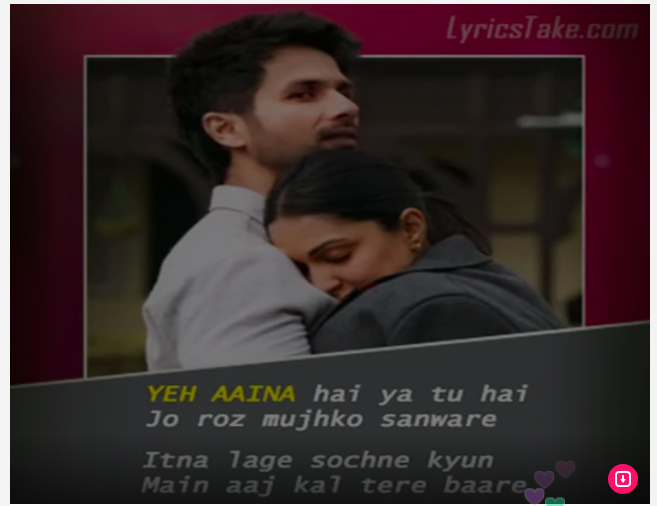 LyricsTake.com
YEH AAINA hai ya tu hai
Jo roz mujhko sanware
Itna lage sochne kyun
Main aaj kal tere baare